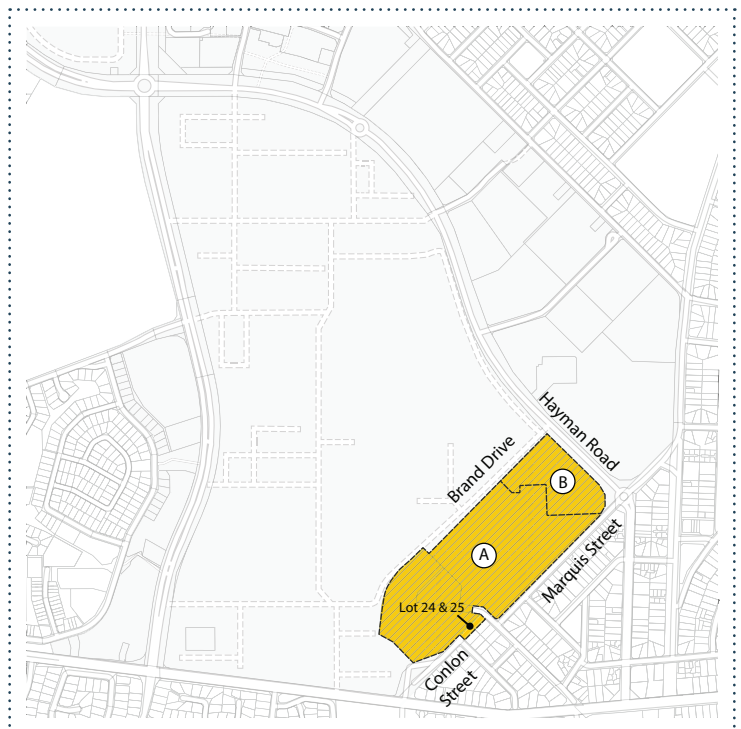 Hayman Road
Brand Drive
B
A
Marquis Street
Lot 24 & 25
Conlon
Street